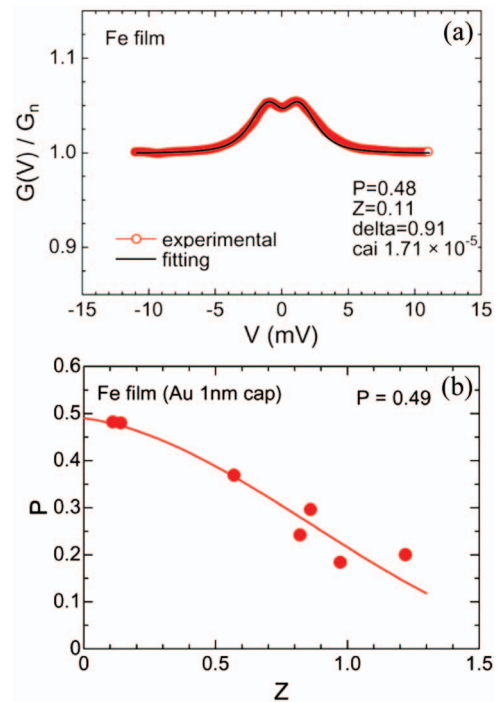 Fe film
(a)
1.1
1.0
0.9
G(V) / Gₙ
P=0.48
Z=0.11
delta=0.91
cai 1.71 × 10⁻⁵
experimental
fitting
-15 -10 -5 0 5 10 15
V (mV)
Fe film (Au 1nm cap)
P = 0.49
(b)
0.6
0.5
0.4
0.3
0.2
0.1
0
P
0 0.5 1.0 1.5
Z